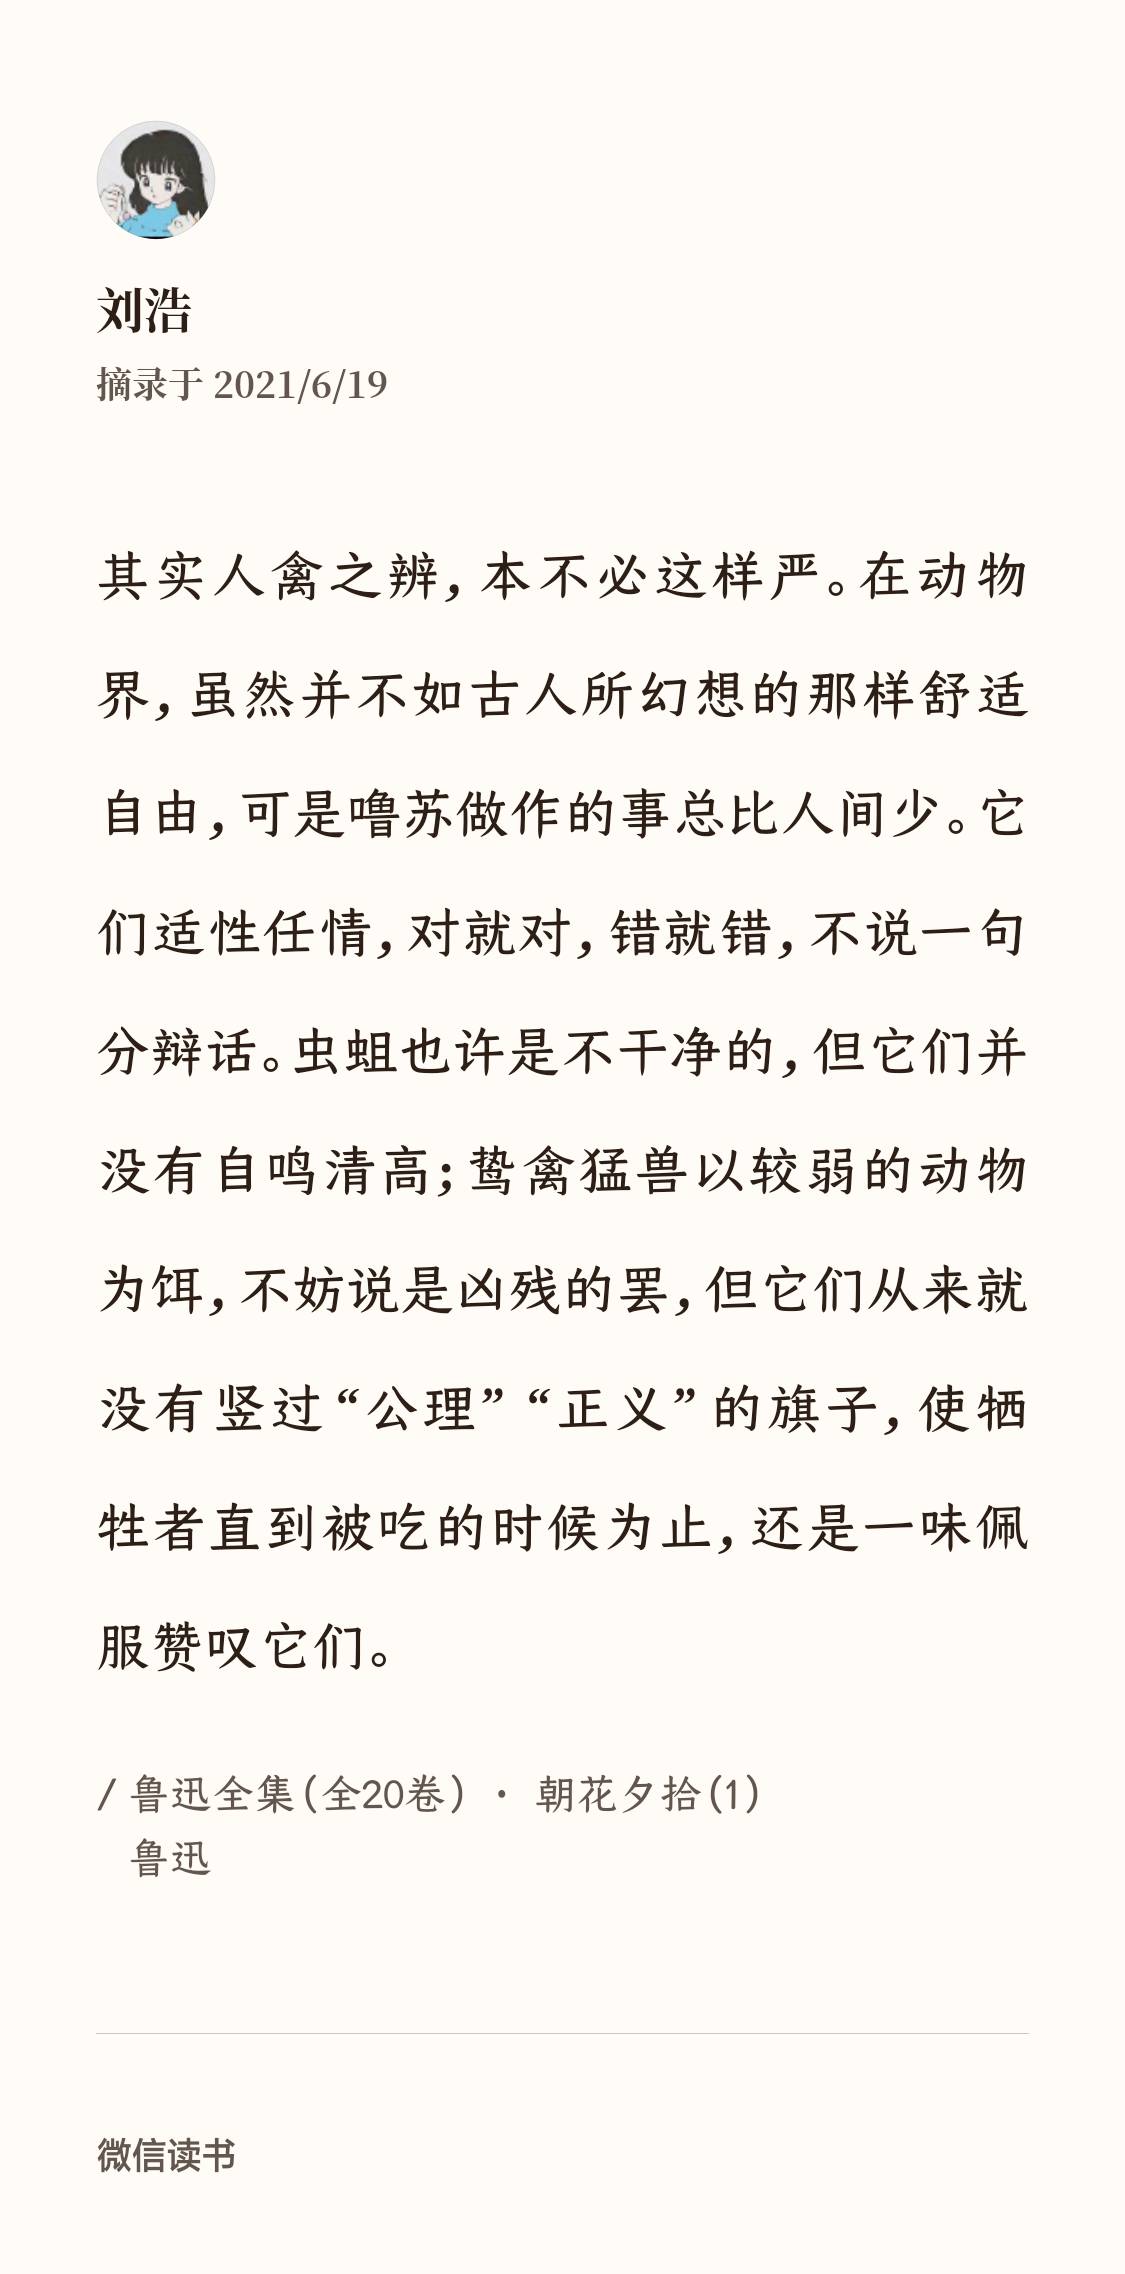 刘浩
摘录于 2021/6/19
其实人禽之辨，本不必这样严。在动物
界，虽然并不如古人所幻想的那样舒适
自由，可是噜苏做作的事总比人间少。它
们适性任情，对就对，错就错，不说一句
分辩话。虫蛆也许是不干净的，但它们并
没有自鸣清高；鸷禽猛兽以较弱的动物
为饵，不妨说是凶残的罢，但它们从来就
没有竖过“公理”“正义”的旗子，使牺
牲者直到被吃的时候为止，还是一味佩
服赞叹它们。
/ 鲁迅全集(全20卷) · 朝花夕拾(1)
鲁迅
微信读书